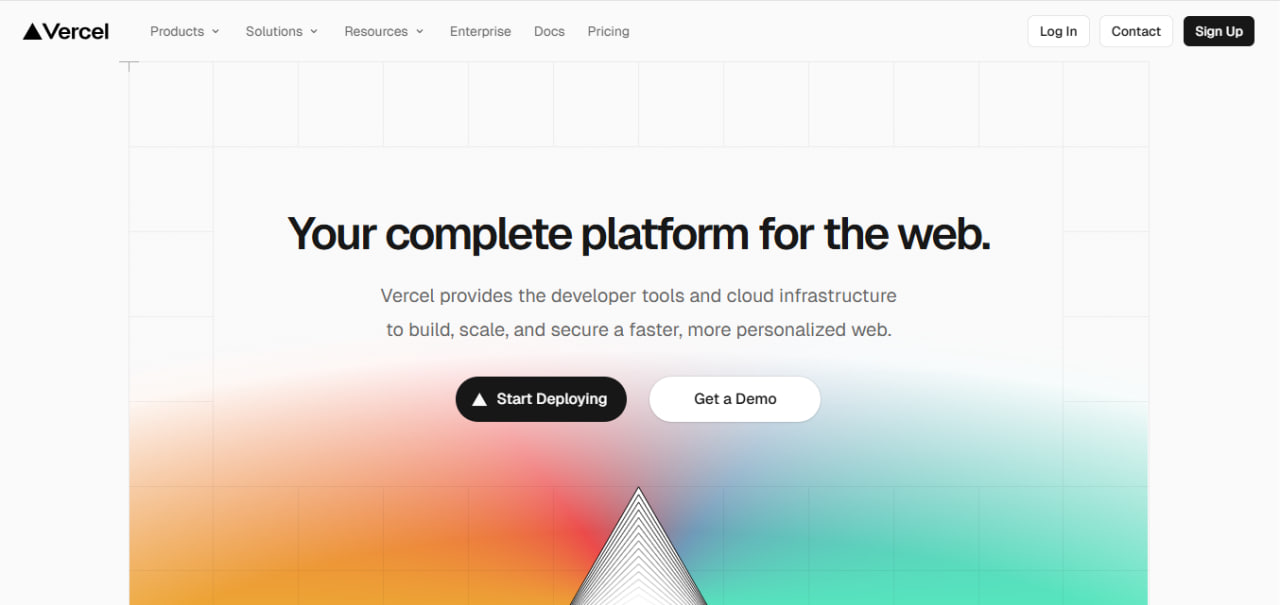 Vercel
Products
Solutions
Resources
Enterprise
Docs
Pricing
Log In
Contact
Sign Up
Your complete platform for the web.
Vercel provides the developer tools and cloud infrastructure
to build, scale, and secure a faster, more personalized web.
Start Deploying
Get a Demo